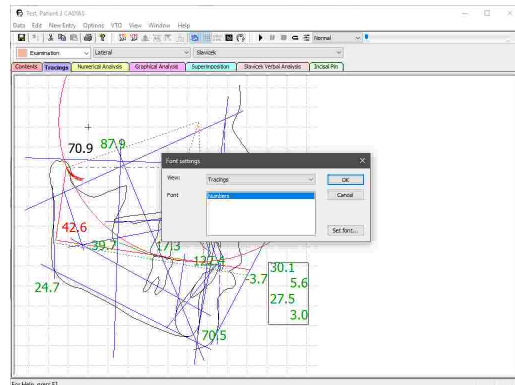 Test, Patient J CADIAS
Data Edit New Entry Options VTO View Window Help
Normal
Examination Lateral Slavicek
Contents Tracings Numerical Analysis Graphical Analysis Superimposition Slavicek Verbal Analysis Incisal Pin
70.9 87.9
Font settings
View: Tracings OK
Font Numbers Cancel
Set font...
42.6
39.7 17.3
122.4
-3.7 30.1
5.6
24.7 27.5
3.0
70.5
For Help, press F1